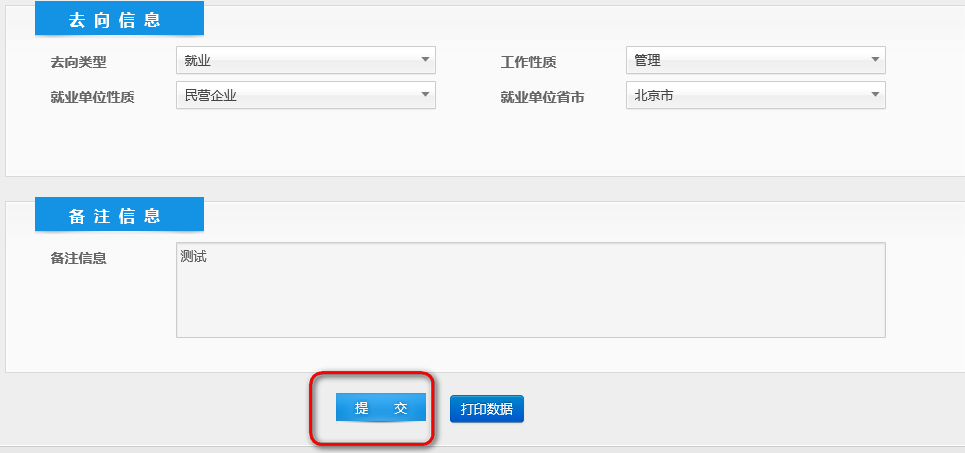 去向信息
去向类型 就业 工作性质 管理
就业单位性质 民营企业 就业单位省市 北京市
备注信息
备注信息 测试
提 交 打印数据